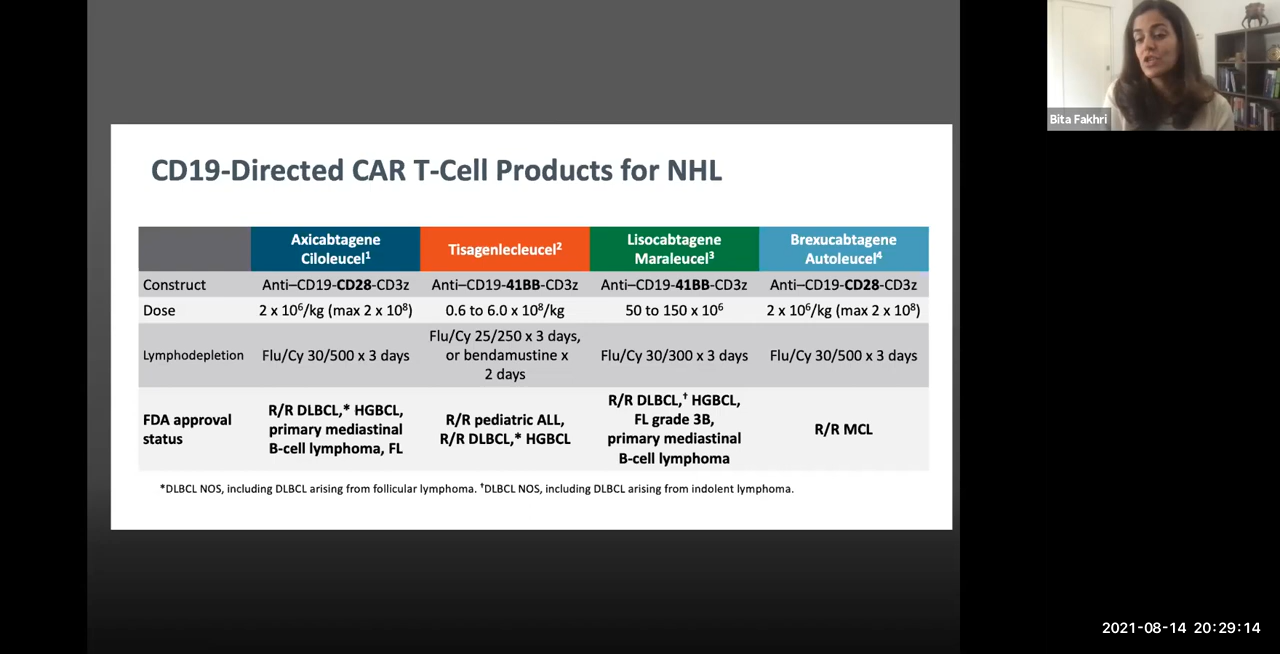 Bita Fakhri
CD19-Directed CAR T-Cell Products for NHL
Axicabtagene
Ciloleucel¹
Tisagenlecleucel²
Lisocabtagene
Maraleucel³
Brexucabtagene
Autoleucel⁴
Construct
Anti–CD19-CD28-CD3z
Anti–CD19-41BB-CD3z
Anti–CD19-41BB-CD3z
Anti–CD19-CD28-CD3z
Dose
2 x 10⁶/kg (max 2 x 10⁸)
0.6 to 6.0 x 10⁸/kg
50 to 150 x 10⁶
2 x 10⁶/kg (max 2 x 10⁸)
Lymphodepletion
Flu/Cy 30/500 x 3 days
Flu/Cy 25/250 x 3 days,
or bendamustine x
2 days
Flu/Cy 30/300 x 3 days
Flu/Cy 30/500 x 3 days
FDA approval
status
R/R DLBCL,* HGBCL,
primary mediastinal
B-cell lymphoma, FL
R/R pediatric ALL,
R/R DLBCL,* HGBCL
R/R DLBCL,† HGBCL,
FL grade 3B,
primary mediastinal
B-cell lymphoma
R/R MCL
*DLBCL NOS, including DLBCL arising from follicular lymphoma. †DLBCL NOS, including DLBCL arising from indolent lymphoma.
2021-08-14 20:29:14